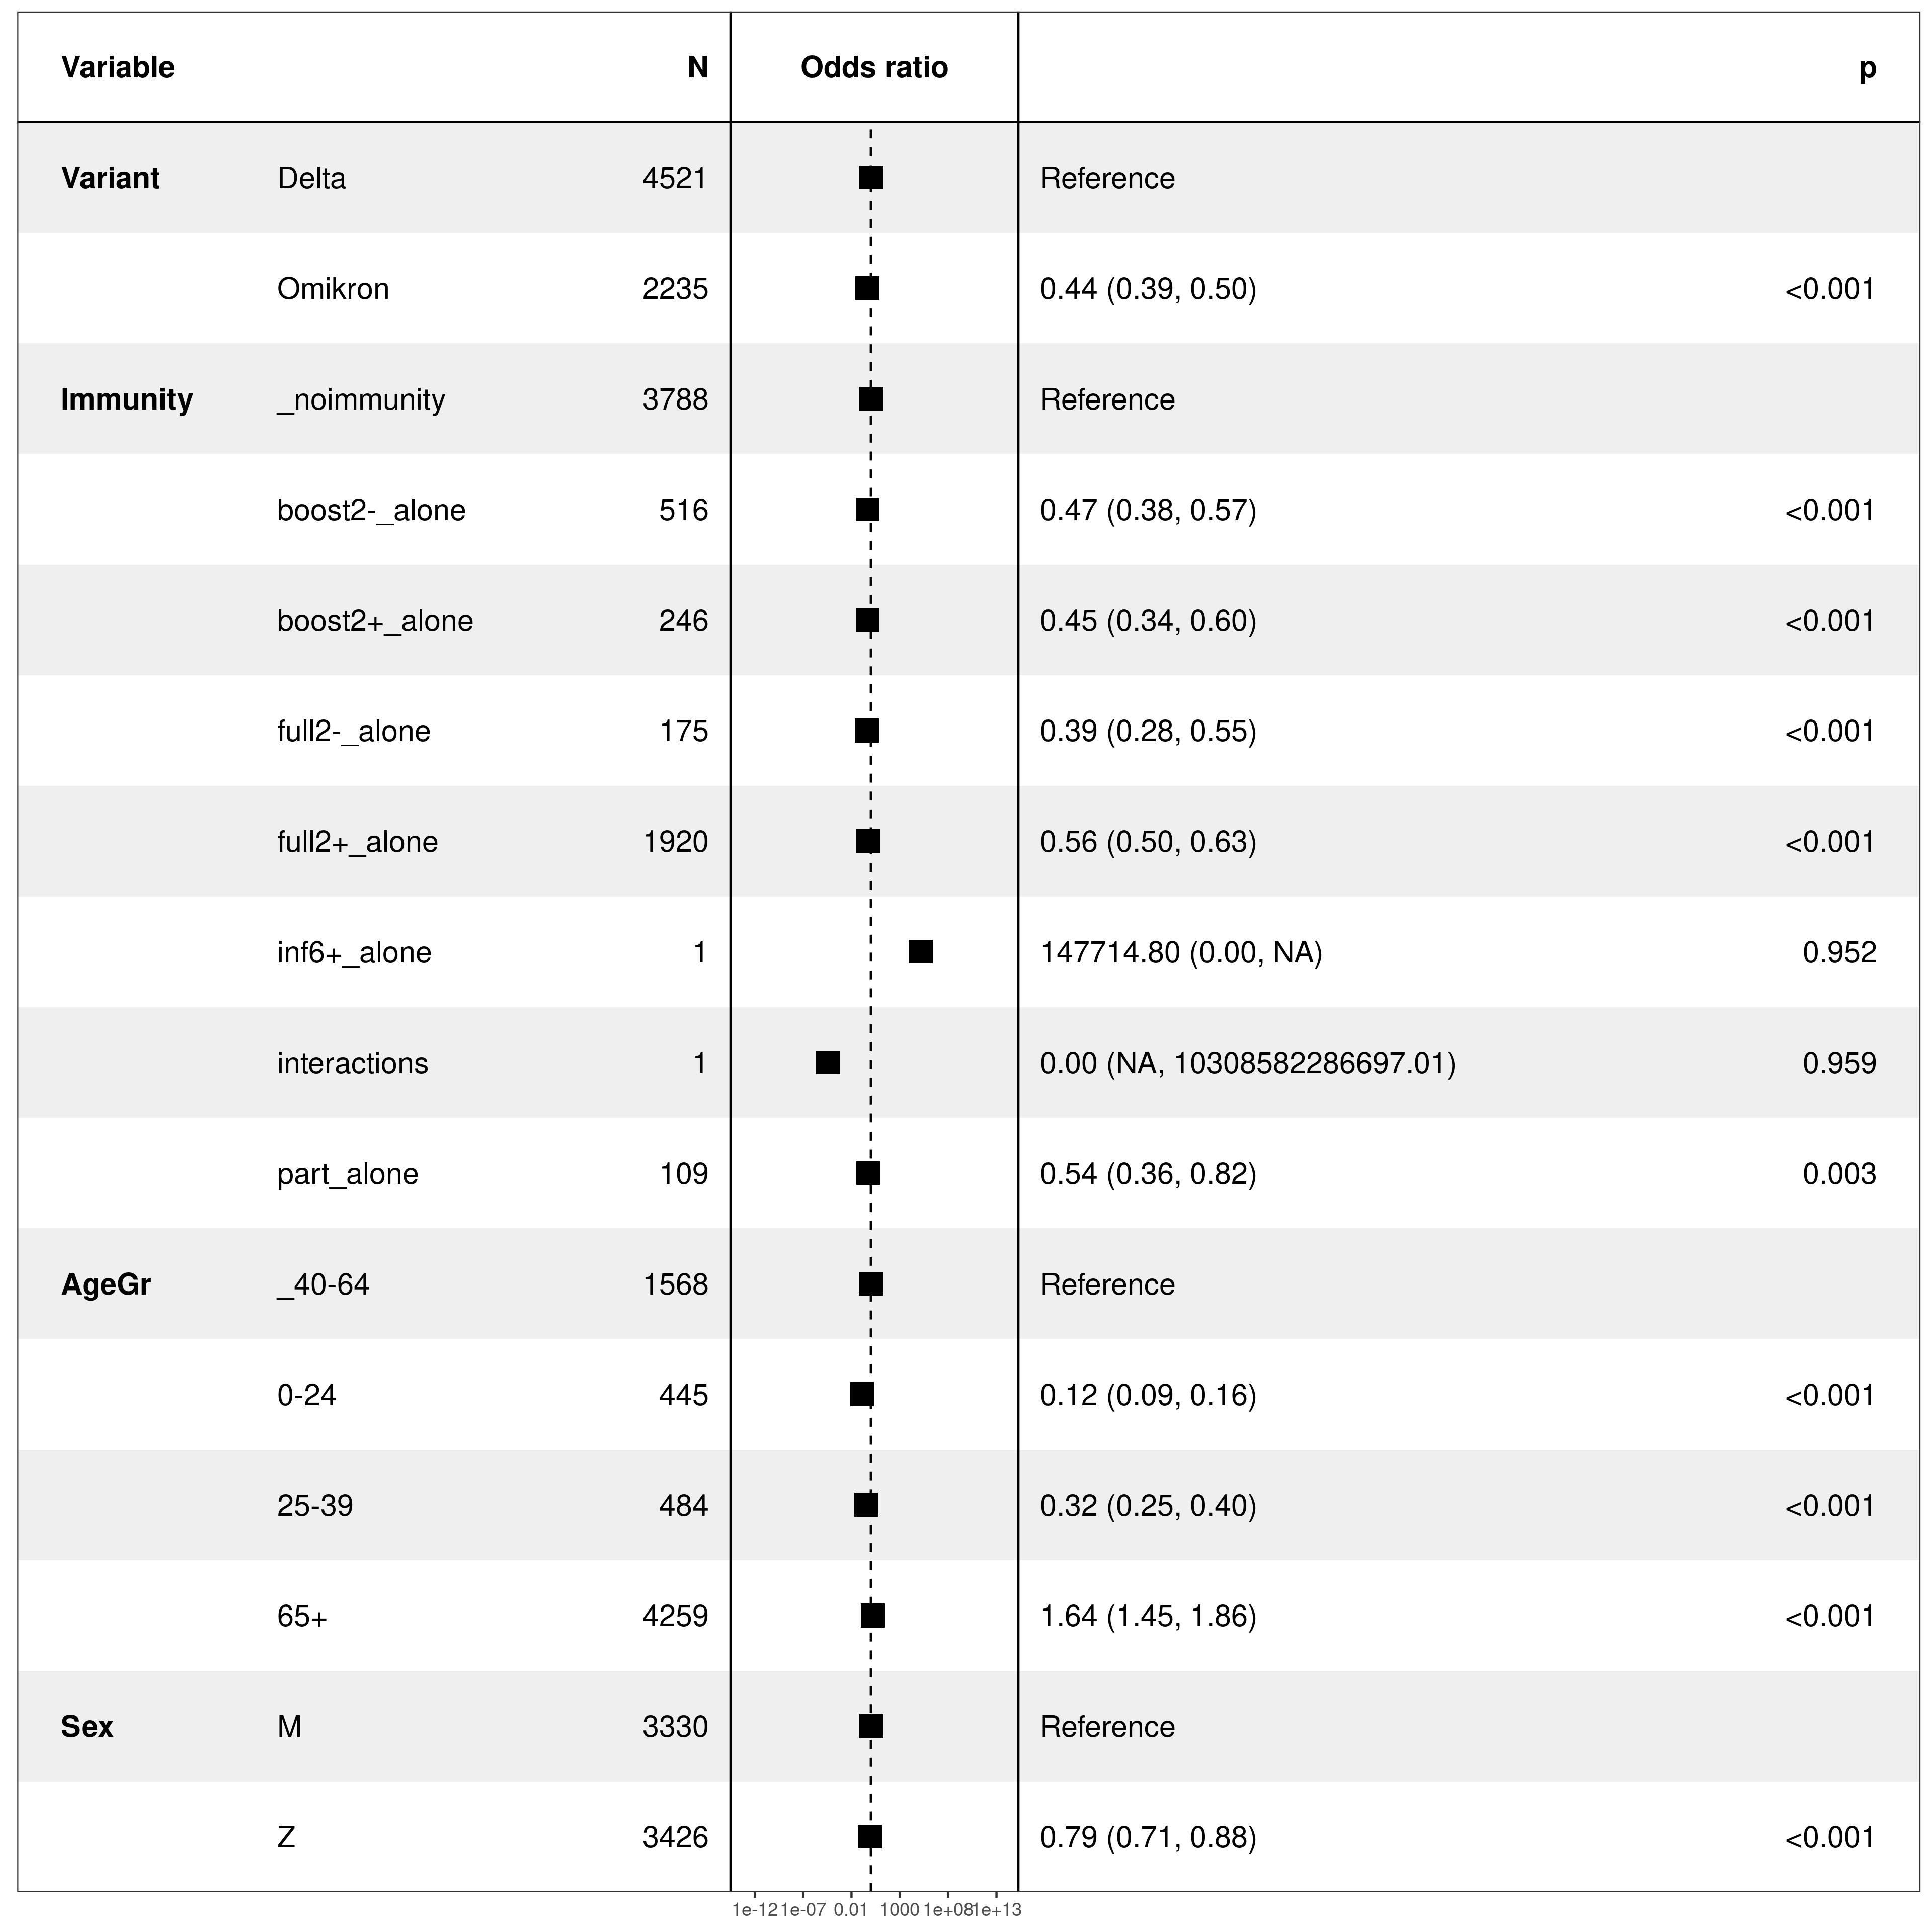 Variable N Odds ratio p
Variant Delta 4521 Reference
Omikron 2235 0.44 (0.39, 0.50) <0.001
Immunity _noimmunity 3788 Reference
boost2-_alone 516 0.47 (0.38, 0.57) <0.001
boost2+_alone 246 0.45 (0.34, 0.60) <0.001
full2-_alone 175 0.39 (0.28, 0.55) <0.001
full2+_alone 1920 0.56 (0.50, 0.63) <0.001
inf6+_alone 1 147714.80 (0.00, NA) 0.952
interactions 1 0.00 (NA, 10308582286697.01) 0.959
part_alone 109 0.54 (0.36, 0.82) 0.003
AgeGr _40-64 1568 Reference
0-24 445 0.12 (0.09, 0.16) <0.001
25-39 484 0.32 (0.25, 0.40) <0.001
65+ 4259 1.64 (1.45, 1.86) <0.001
Sex M 3330 Reference
Z 3426 0.79 (0.71, 0.88) <0.001
1e-12 1e-07 0.01 1000 1e+08 1e+13